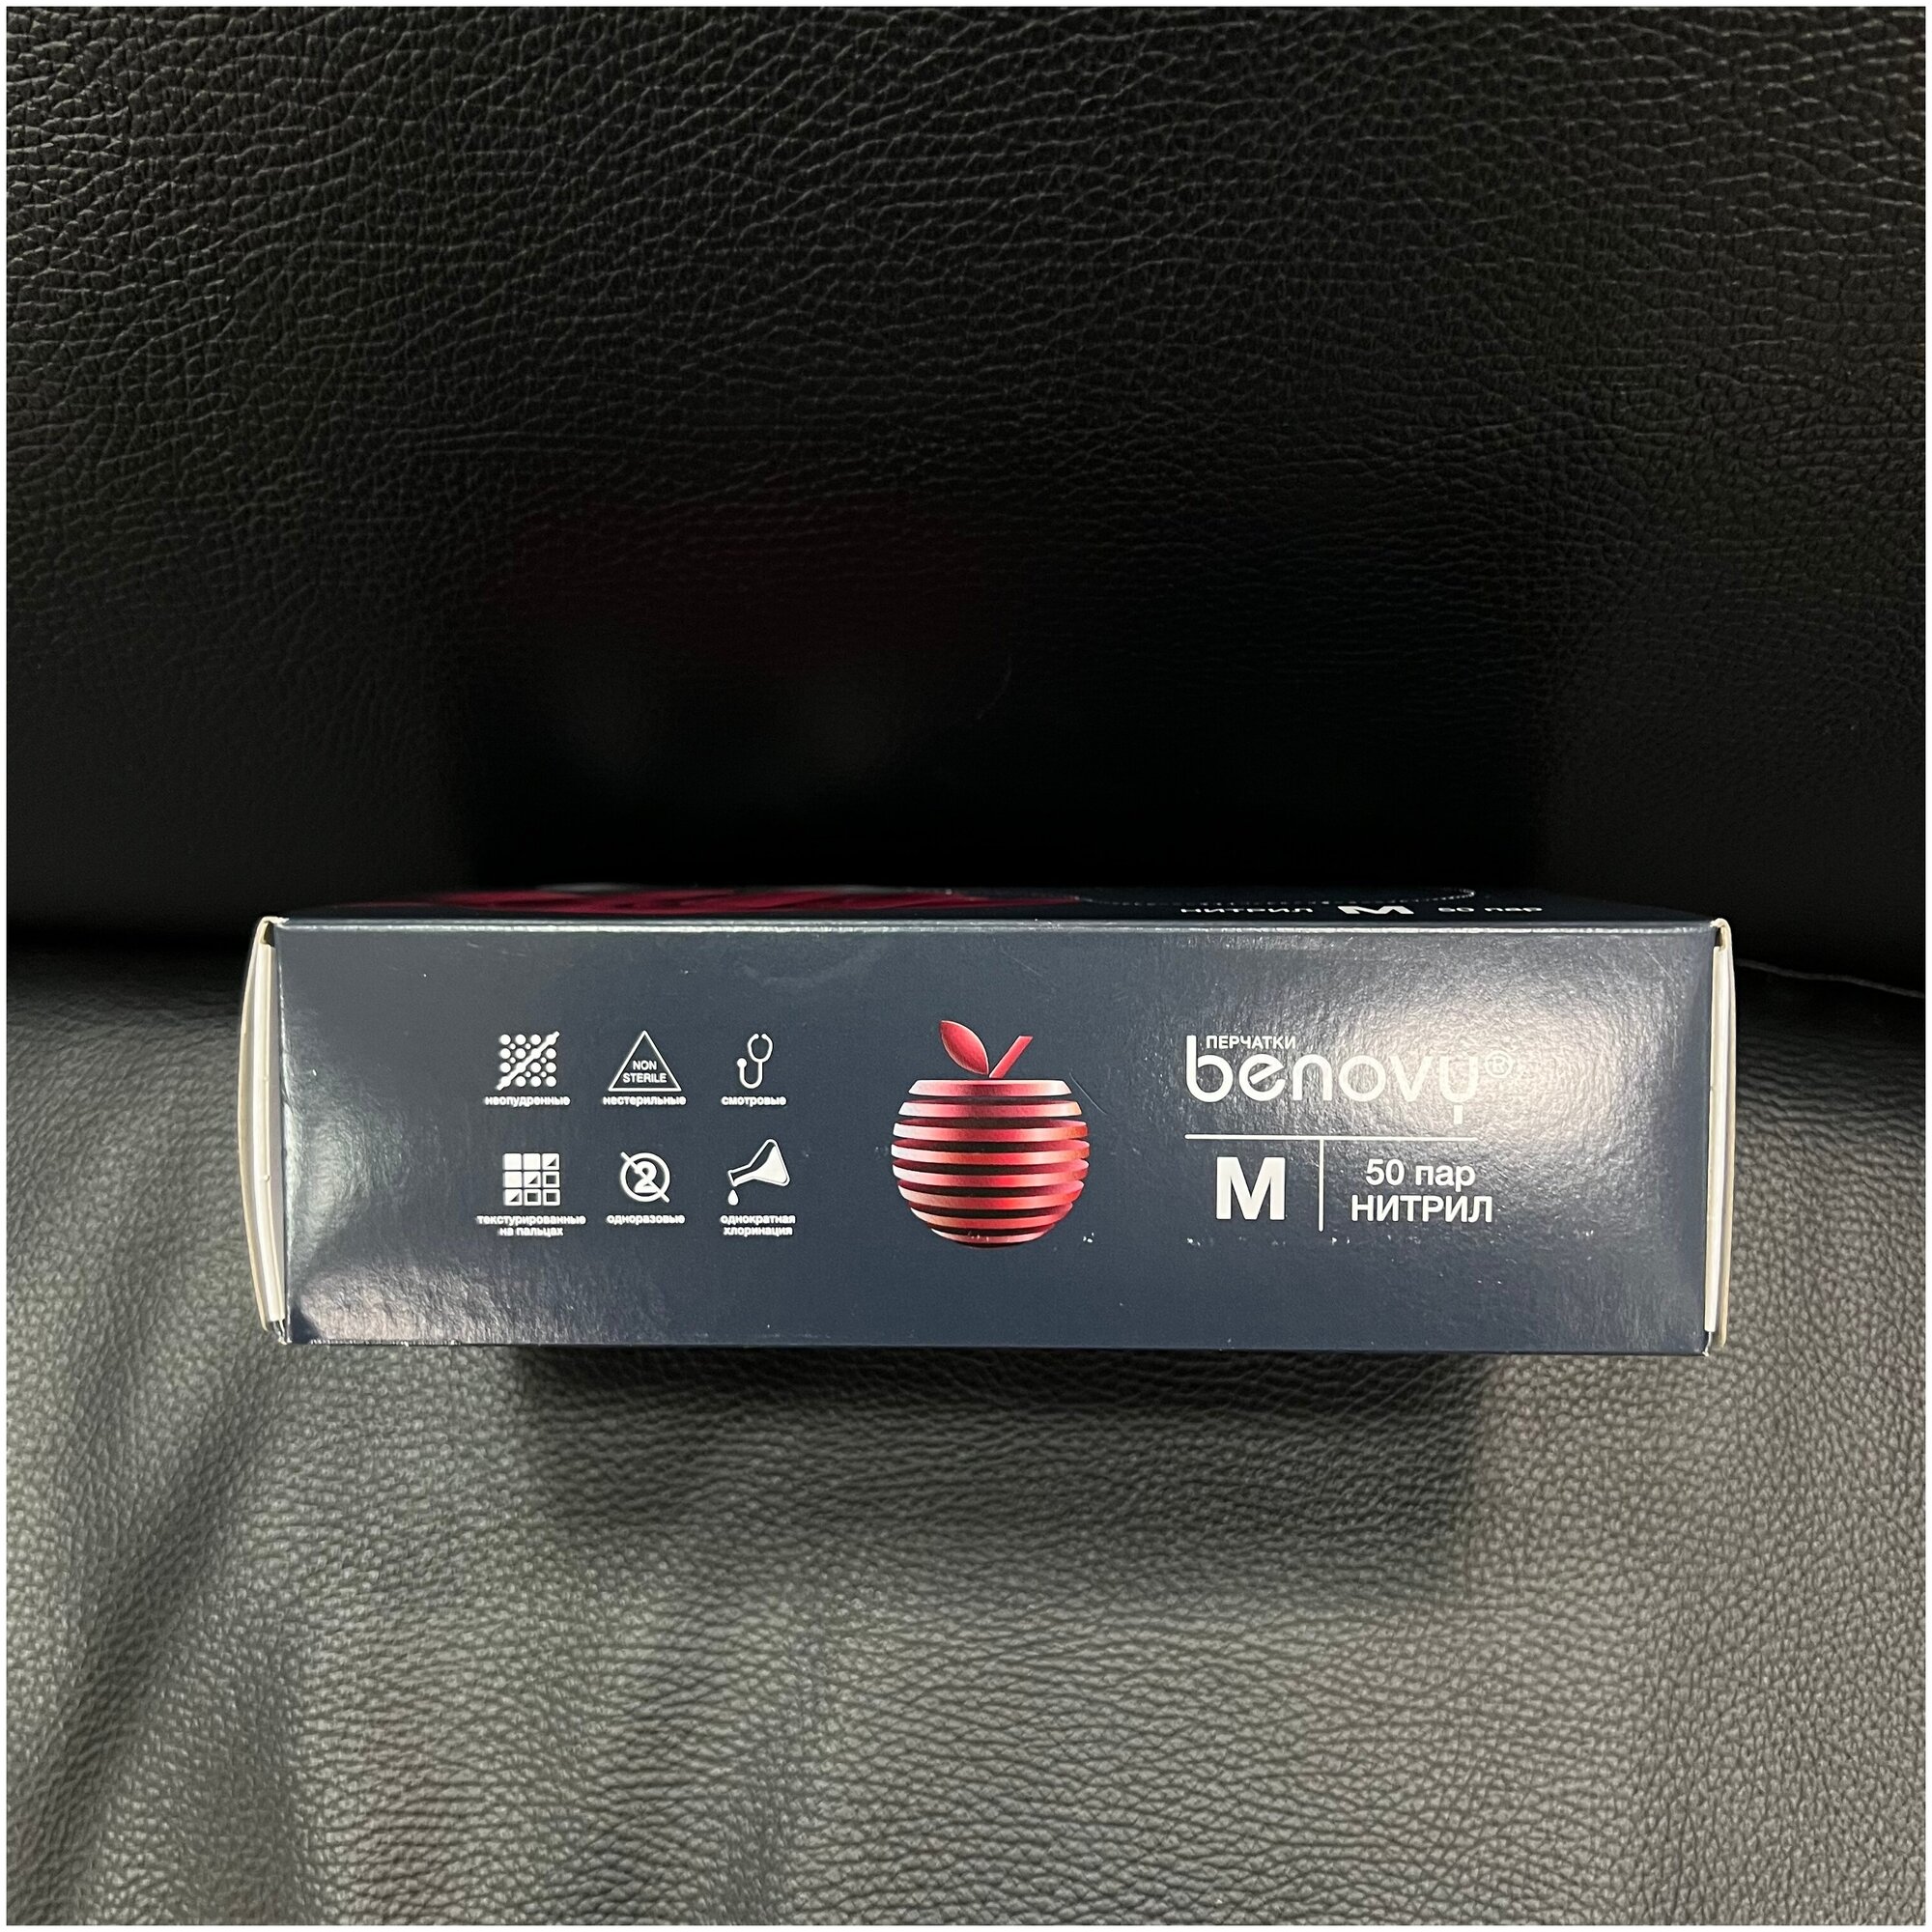 НИТРИЛ M 50 пар
NON
STERILE
неопудренные нестерильные смотровые
текстурированные
на пальцах
одноразовые
однократная
хлоринация
ПЕРЧАТКИ
benovy®
M
50 пар
НИТРИЛ